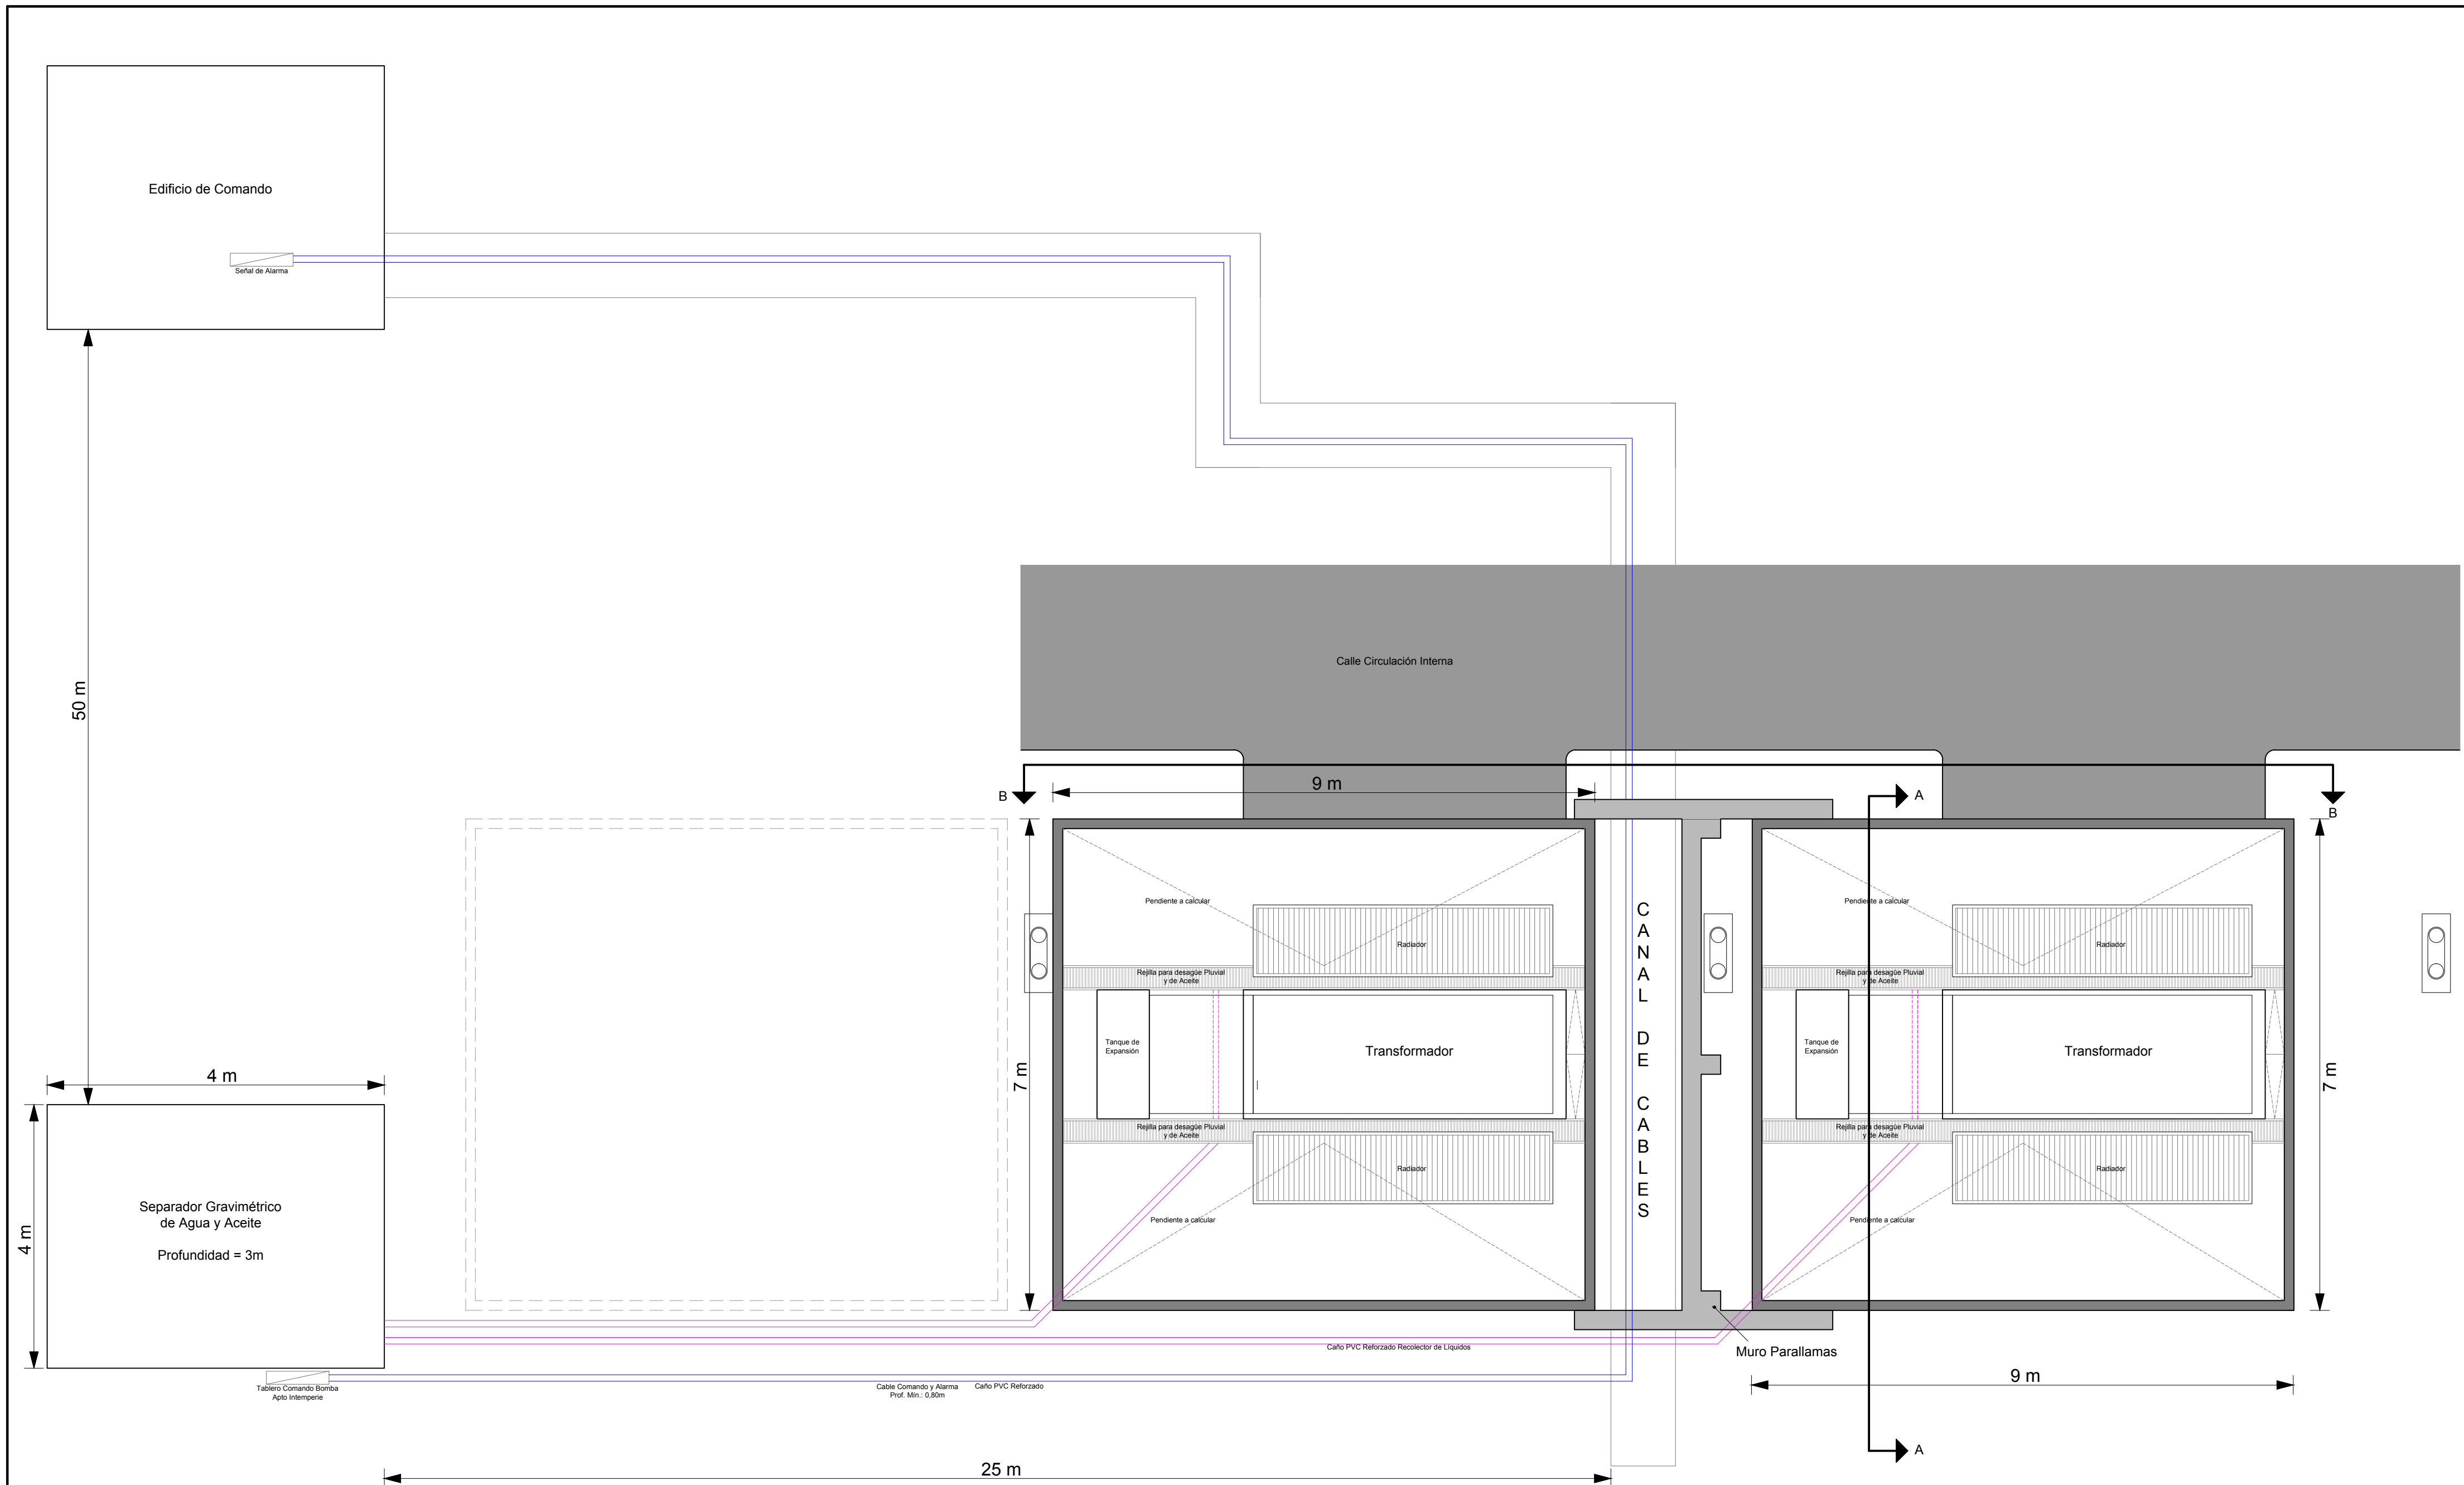 Edificio de Comando
Señal de Alarma
50 m
Calle Circulación Interna
9 m
B
A
B
Pendiente a calcular
Radiador
Rejilla para desagüe Pluvial
y de Aceite
Tanque de
Expansión
Transformador
Rejilla para desagüe Pluvial
y de Aceite
Radiador
Pendiente a calcular
7 m
CANAL DE CABLES
Pendiente a calcular
Radiador
Rejilla para desagüe Pluvial
y de Aceite
Tanque de
Expansión
Transformador
Rejilla para desagüe Pluvial
y de Aceite
Radiador
Pendiente a calcular
7 m
4 m
4 m
Separador Gravimétrico
de Agua y Aceite
Profundidad = 3m
Caño PVC Reforzado Recolector de Líquidos
Muro Parallamas
Tablero Comando Bomba
Apto Intemperie
Cable Comando y Alarma
Prof. Mín.: 0,80m
Caño PVC Reforzado
9 m
A
25 m